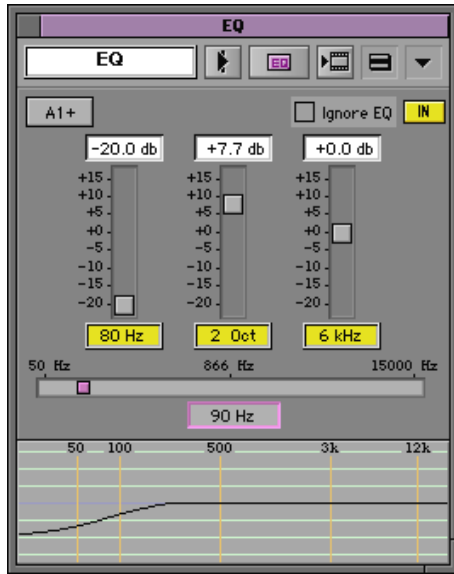 EQ
EQ EQ
A1+ Ignore EQ IN
-20.0 db +7.7 db +0.0 db
+15 +15 +15
+10 +10 +10
+5 +5 +5
+0 +0 +0
-5 -5 -5
-10 -10 -10
-15 -15 -15
-20 -20 -20
80 Hz 2 Oct 6 kHz
50 Hz 866 Hz 15000 Hz
90 Hz
50 100 500 3k 12k